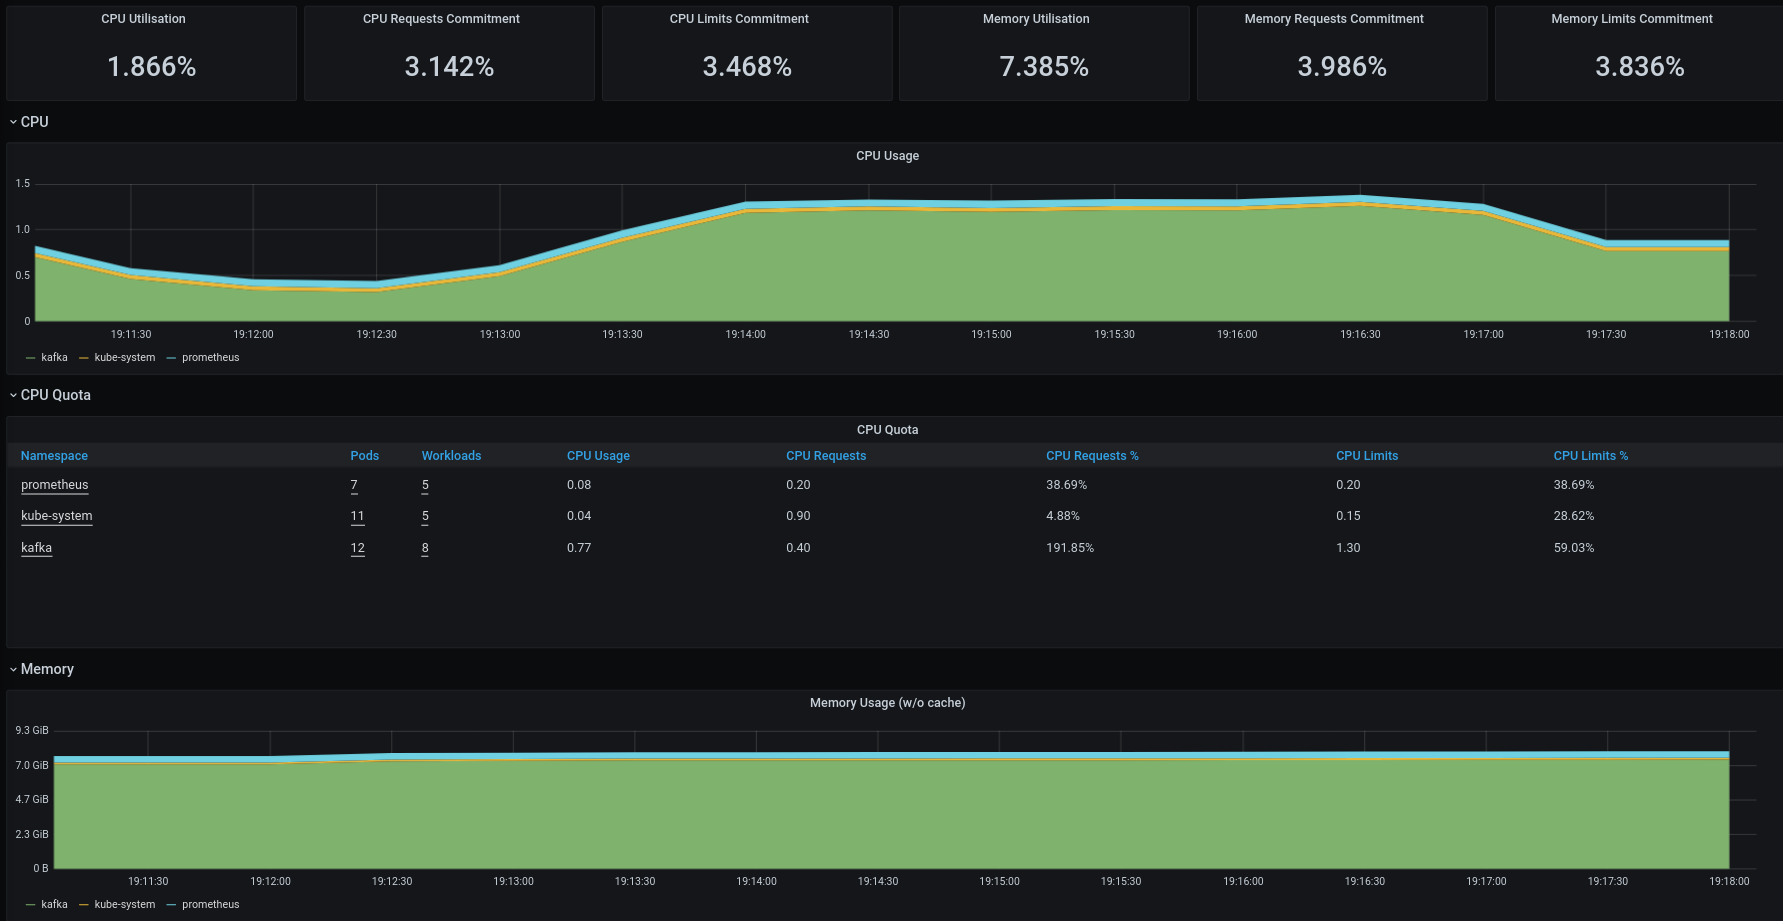 CPU Utilisation CPU Requests Commitment CPU Limits Commitment Memory Utilisation Memory Requests Commitment Memory Limits Commitment
1.866% 3.142% 3.468% 7.385% 3.986% 3.836%
CPU
CPU Usage
1.5
1.0
0.5
0
19:11:30 19:12:00 19:12:30 19:13:00 19:13:30 19:14:00 19:14:30 19:15:00 19:15:30 19:16:00 19:16:30 19:17:00 19:17:30 19:18:00
kafka kube-system prometheus
CPU Quota
CPU Quota
Namespace Pods Workloads CPU Usage CPU Requests CPU Requests % CPU Limits CPU Limits %
prometheus 7 5 0.08 0.20 38.69% 0.20 38.69%
kube-system 11 5 0.04 0.90 4.88% 0.15 28.62%
kafka 12 8 0.77 0.40 191.85% 1.30 59.03%
Memory
Memory Usage (w/o cache)
9.3 GiB
7.0 GiB
4.7 GiB
2.3 GiB
0 B
19:11:30 19:12:00 19:12:30 19:13:00 19:13:30 19:14:00 19:14:30 19:15:00 19:15:30 19:16:00 19:16:30 19:17:00 19:17:30 19:18:00
kafka kube-system prometheus